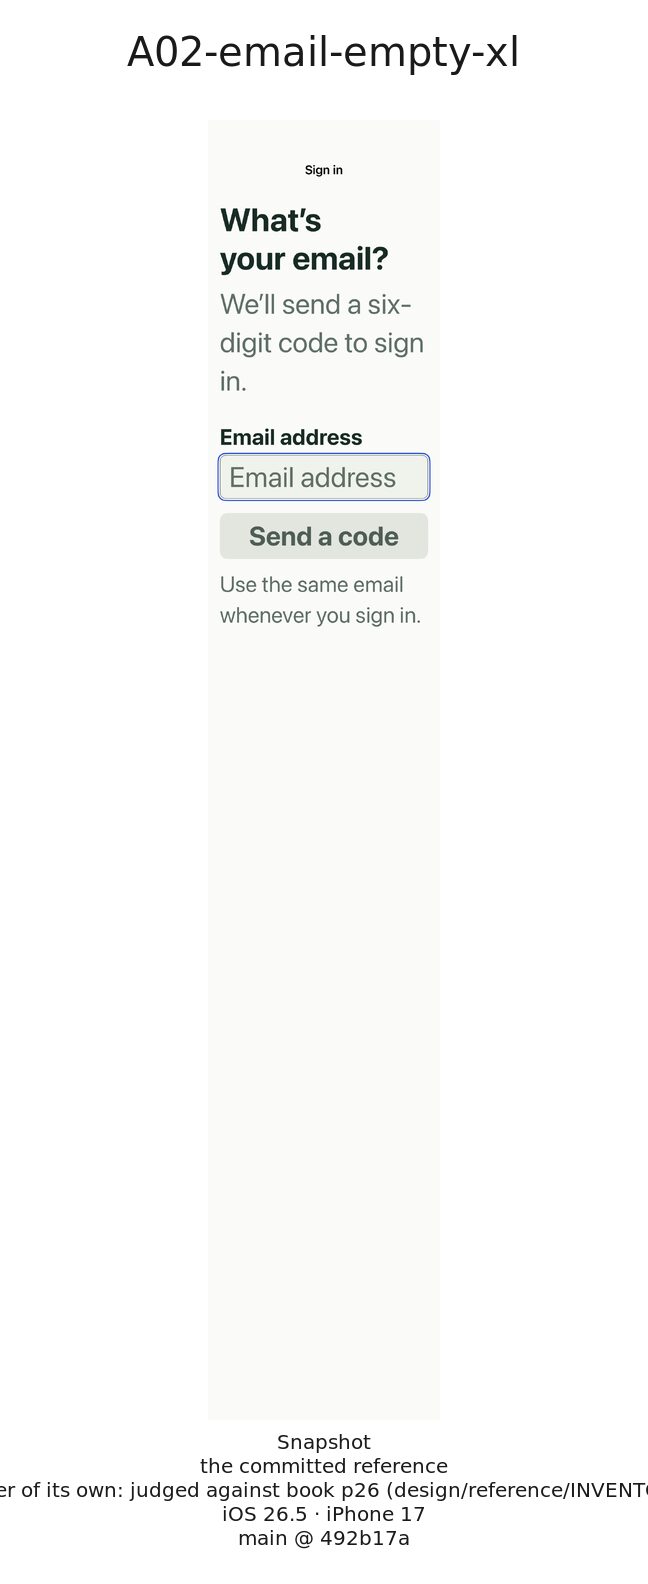 A02-email-empty-xl
Sign in
What’s
your email?
We’ll send a six-
digit code to sign
in.
Email address
Email address
Send a code
Use the same email
whenever you sign in.
Snapshot
the committed reference
of its own: judged against book p26 (design/reference/
iOS 26.5 · iPhone 17
main @ 492b17a